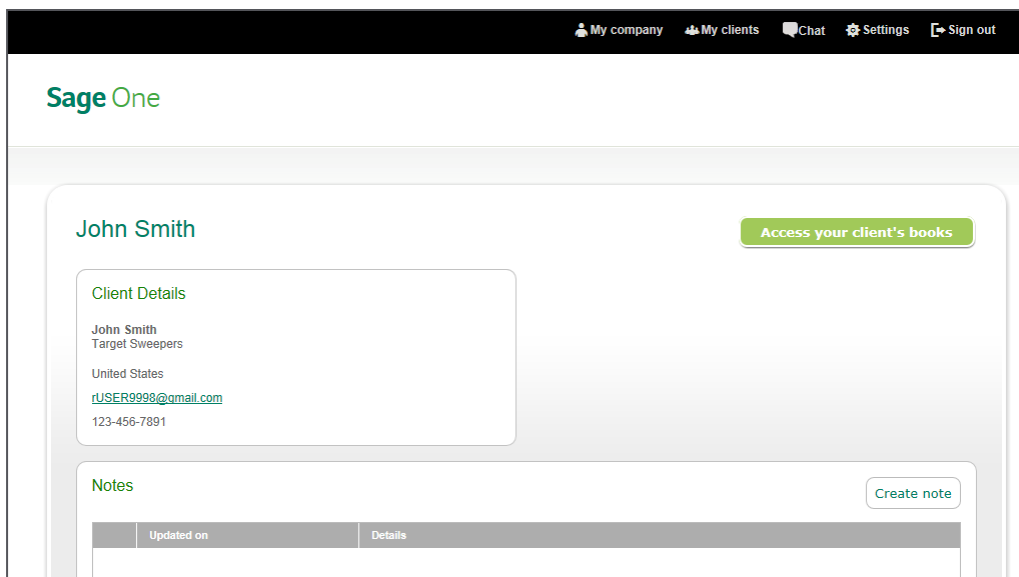 My company My clients Chat Settings Sign out
Sage One
John Smith
Access your client's books
Client Details
John Smith
Target Sweepers
United States
rUSER9998@gmail.com
123-456-7891
Notes
Create note
Updated on Details